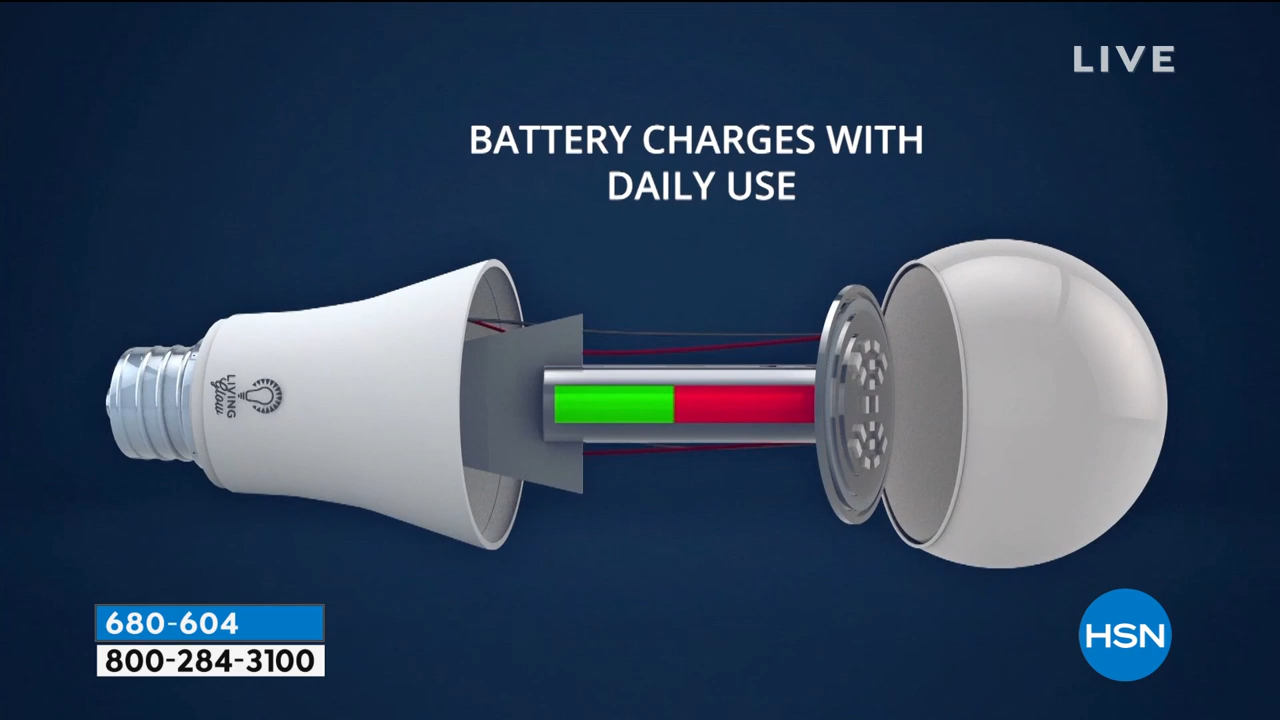 LIVE
BATTERY CHARGES WITH
DAILY USE
LIVING
glow
680-604
800-284-3100
HSN